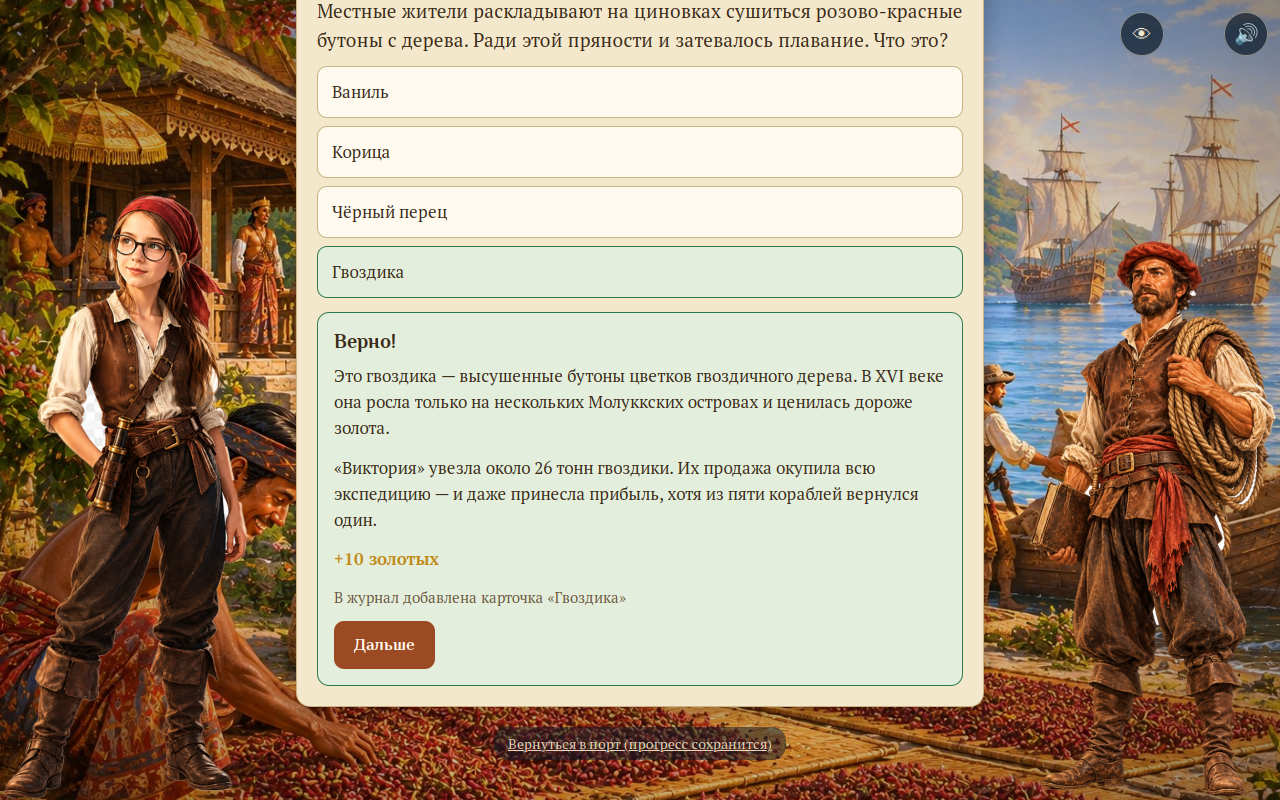 Местные жители раскладывают на циновках сушиться розово-красные
бутоны с дерева. Ради этой пряности и затевалось плавание. Что это?
Ваниль
Корица
Чёрный перец
Гвоздика
Верно!
Это гвоздика — высушенные бутоны цветков гвоздичного дерева. В XVI веке
она росла только на нескольких Молуккских островах и ценилась дороже
золота.
«Виктория» увезла около 26 тонн гвоздики. Их продажа окупила всю
экспедицию — и даже принесла прибыль, хотя из пяти кораблей вернулся
один.
+10 золотых
В журнал добавлена карточка «Гвоздика»
Дальше
Вернуться в порт (прогресс сохранится)